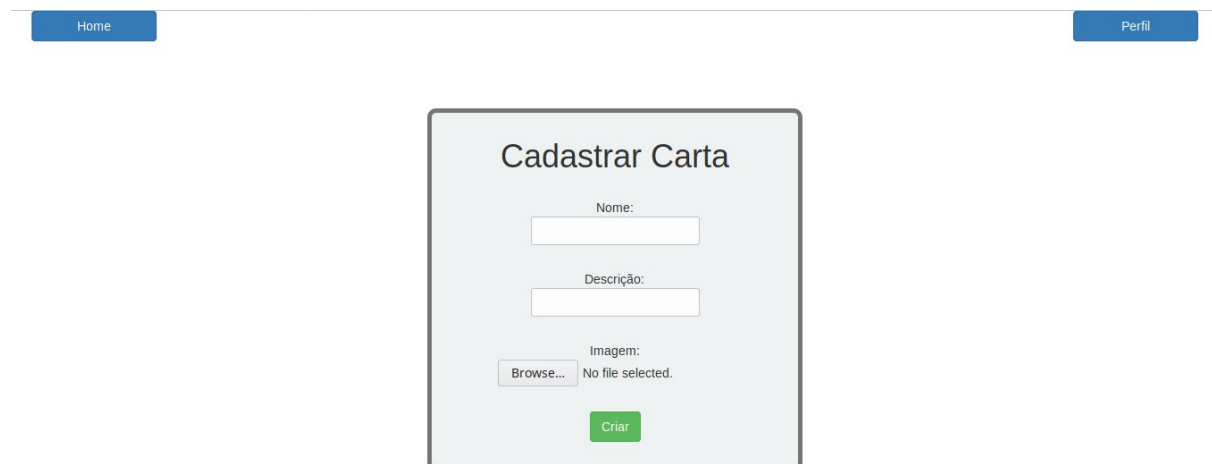 Home
Perfil
Cadastrar Carta
Nome:
Descrição:
Imagem:
Browse... No file selected.
Criar